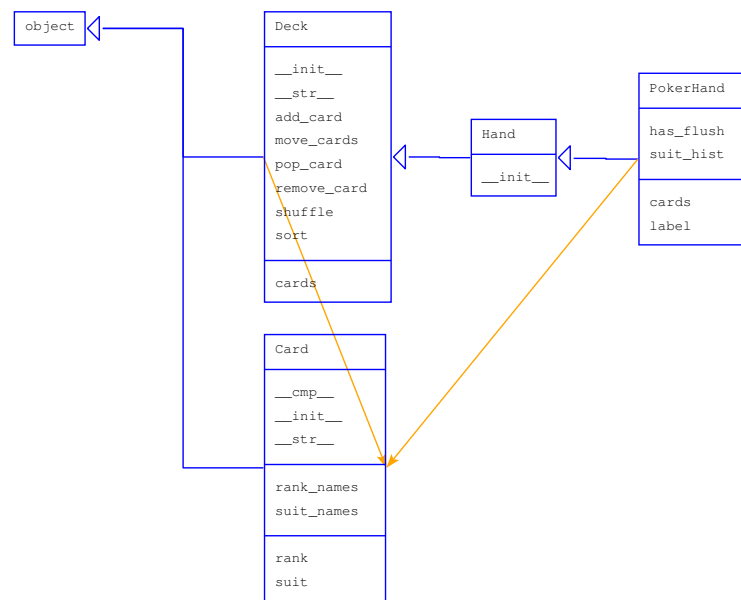 object
Deck
__init__
__str__
add_card
move_cards
pop_card
remove_card
shuffle
sort
cards
Hand
__init__
PokerHand
has_flush
suit_hist
cards
label
Card
__cmp__
__init__
__str__
rank_names
suit_names
rank
suit